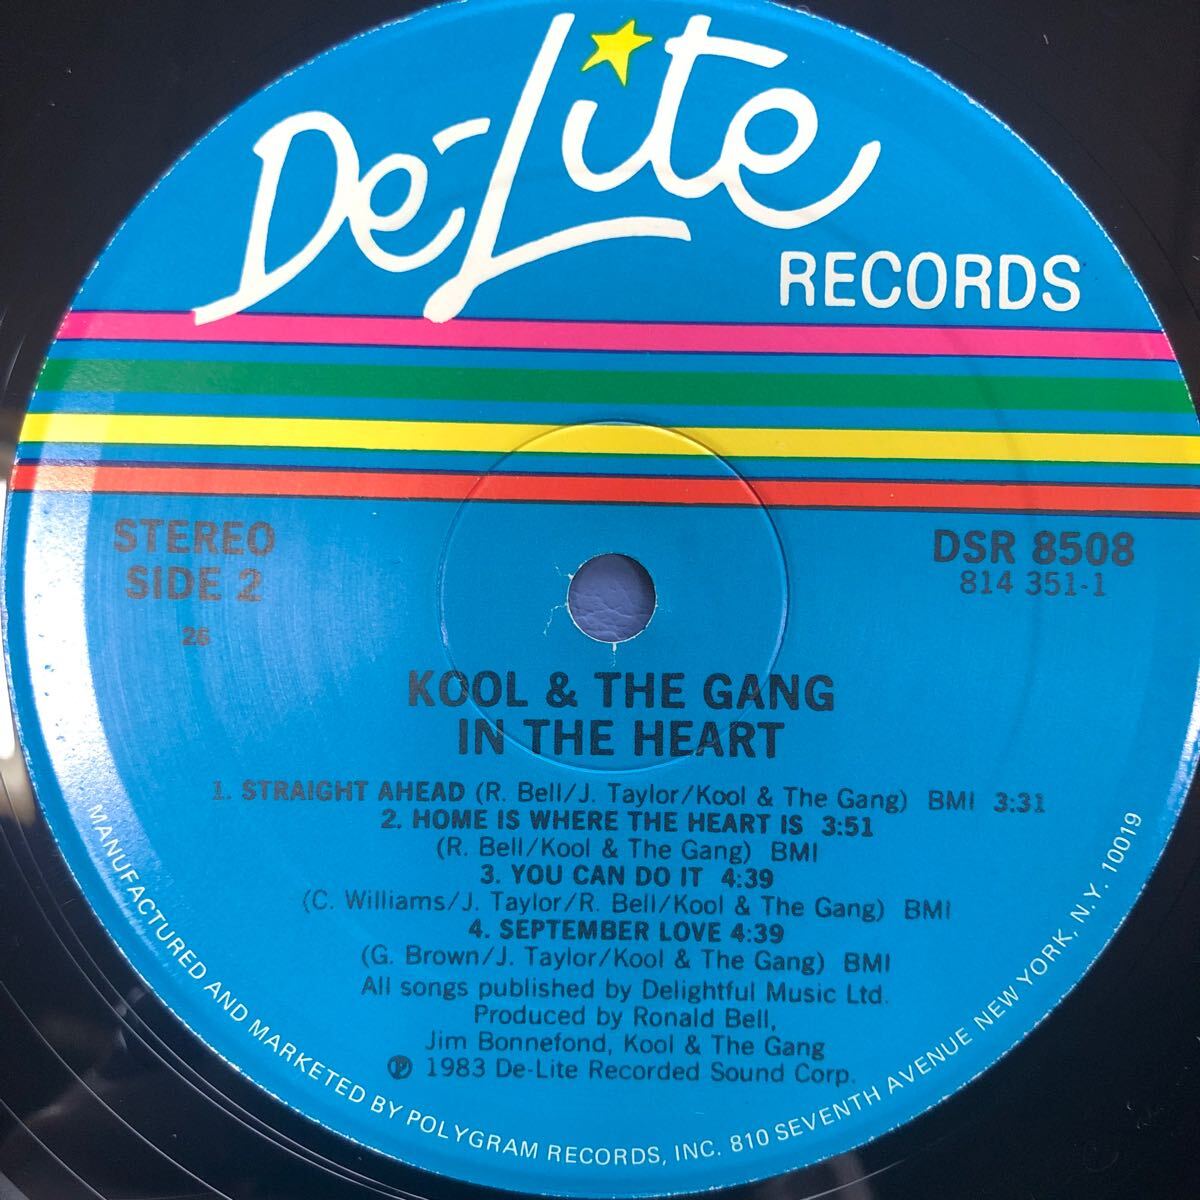 De-Lite
RECORDS
STEREO
SIDE 2
26
DSR 8508
814 351-1
KOOL & THE GANG
IN THE HEART
1. STRAIGHT AHEAD (R. Bell/J. Taylor/Kool & The Gang) BMI 3:31
2. HOME IS WHERE THE HEART IS 3:51
(R. Bell/Kool & The Gang) BMI
3. YOU CAN DO IT 4:39
(C. Williams/J. Taylor/R. Bell/Kool & The Gang) BMI
4. SEPTEMBER LOVE 4:39
(G. Brown/J. Taylor/Kool & The Gang) BMI
All songs published by Delightful Music Ltd.
Produced by Ronald Bell,
Jim Bonnefond, Kool & The Gang
℗ 1983 De-Lite Recorded Sound Corp.
MANUFACTURED AND MARKETED BY POLYGRAM RECORDS, INC. 810 SEVENTH AVENUE NEW YORK, N.Y. 10019